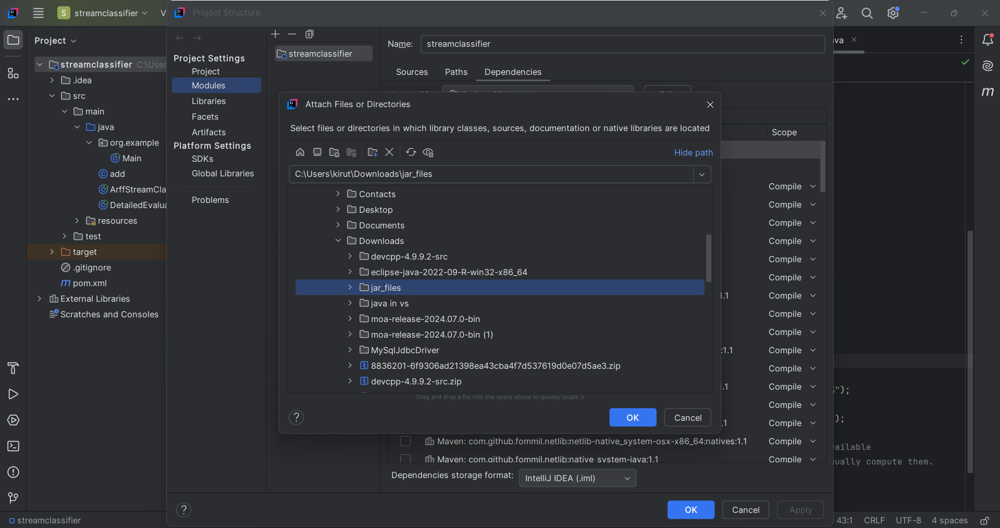 S streamclassifier
V
Project Structure
Project
streamclassifier C:\User
.idea
src
main
java
org.example
Main
add
ArffStreamCla
DetailedEvalua
resources
test
target
.gitignore
m pom.xml
External Libraries
Scratches and Consoles
Project Settings
Project
Modules
Libraries
Facets
Artifacts
Platform Settings
SDKs
Global Libraries
Problems
streamclassifier
Name: streamclassifier
Sources Paths Dependencies
Attach Files or Directories
Select files or directories in which library classes, sources, documentation or native libraries are located
Hide path
C:\Users\kirut\Downloads\jar_files
Contacts
Desktop
Documents
Downloads
devcpp-4.9.9.2-src
eclipse-java-2022-09-R-win32-x86_64
jar_files
java in vs
moa-release-2024.07.0-bin
moa-release-2024.07.0-bin (1)
MySqlJdbcDriver
8836201-6f9306ad21398ea43cba4f7d537619d0e07d5ae3.zip
devcpp-4.9.9.2-src.zip
Drag and drop a file into the space above to quickly locate it
? OK Cancel
Scope
Compile
Compile
Compile
Compile
Compile
Compile
1.1 Compile
Compile
Compile
:1.1 Compile
Compile
.1 Compile
Compile
.1 Compile
Maven: com.github.fommil.netlib:netlib-native_system-osx-x86_64:natives:1.1 Compile
Maven: com.github.fommil.netlib:native_system-java:1.1 Compile
Dependencies storage format: IntelliJ IDEA (.iml)
? OK Cancel Apply
va
m
");
);
ailable
ually compute them.
streamclassifier
43:1 CRLF UTF-8 4 spaces